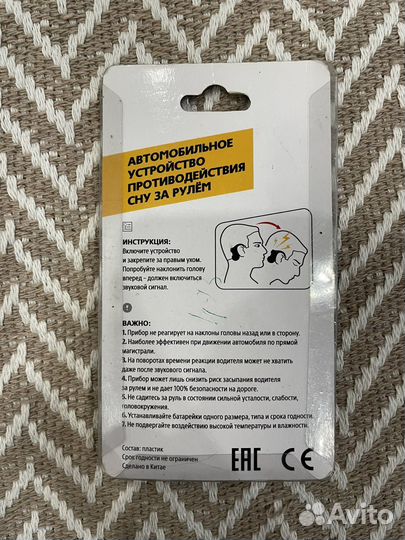 АВТОМОБИЛЬНОЕ
УСТРОЙСТВО
ПРОТИВОДЕЙСТВИЯ
СНУ ЗА РУЛЁМ
ИНСТРУКЦИЯ:
Включите устройство
и закрепите за правым ухом.
Попробуйте наклонить голову
вперед – должен включиться
звуковой сигнал.
ВАЖНО:
1. Прибор не реагирует на наклоны головы назад или в сторону.
2. Наиболее эффективен при движении автомобиля по прямой
магистрали.
3. На поворотах времени реакции водителя может не хватить
даже после звукового сигнала.
4. Прибор может лишь снизить риск засыпания водителя
за рулем и не дает 100% безопасности на дороге.
5. Не садитесь за руль в состоянии сильной усталости, слабости,
головокружения.
6. Устанавливайте батарейки одного размера, типа и срока годности.
7. Не подвергайте воздействию высокой температуры и влажности.
Состав: пластик
Срок годности не ограничен
Сделано в Китае
EAC CE
Avito